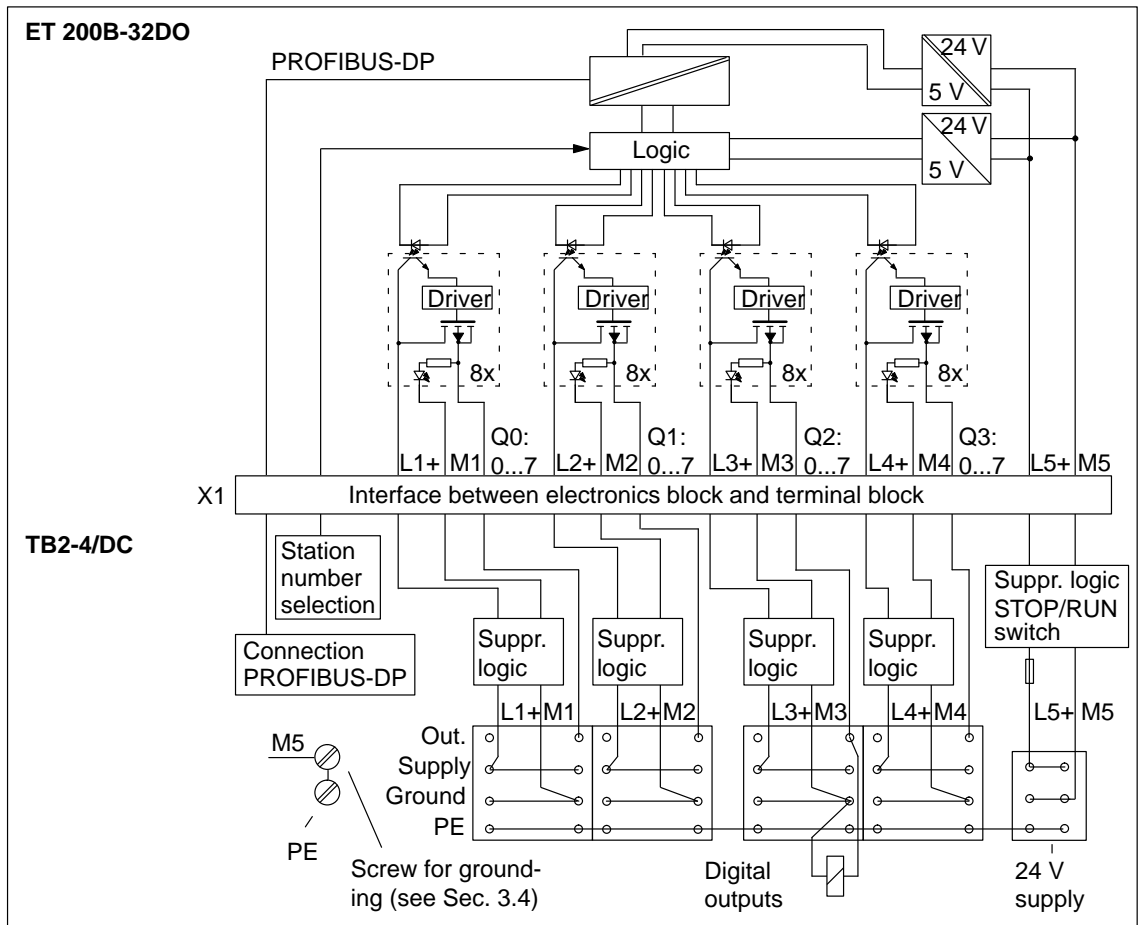 ET 200B-32DO
PROFIBUS-DP
24 V
5 V
Logic
24 V
5 V
Driver
Driver
Driver
Driver
8x
8x
8x
8x
Q0:
Q1:
Q2:
Q3:
L1+ M1 0...7 L2+ M2 0...7 L3+ M3 0...7 L4+ M4 0...7 L5+ M5
X1
Interface between electronics block and terminal block
TB2-4/DC
Station
number
selection
Connection
PROFIBUS-DP
Suppr.
logic
Suppr.
logic
Suppr.
logic
Suppr.
logic
Suppr. logic
STOP/RUN
switch
L1+ M1 L2+ M2 L3+ M3 L4+ M4 L5+ M5
Out.
Supply
Ground
PE
M5
PE
Screw for ground-
ing (see Sec. 3.4)
Digital
outputs
24 V
supply